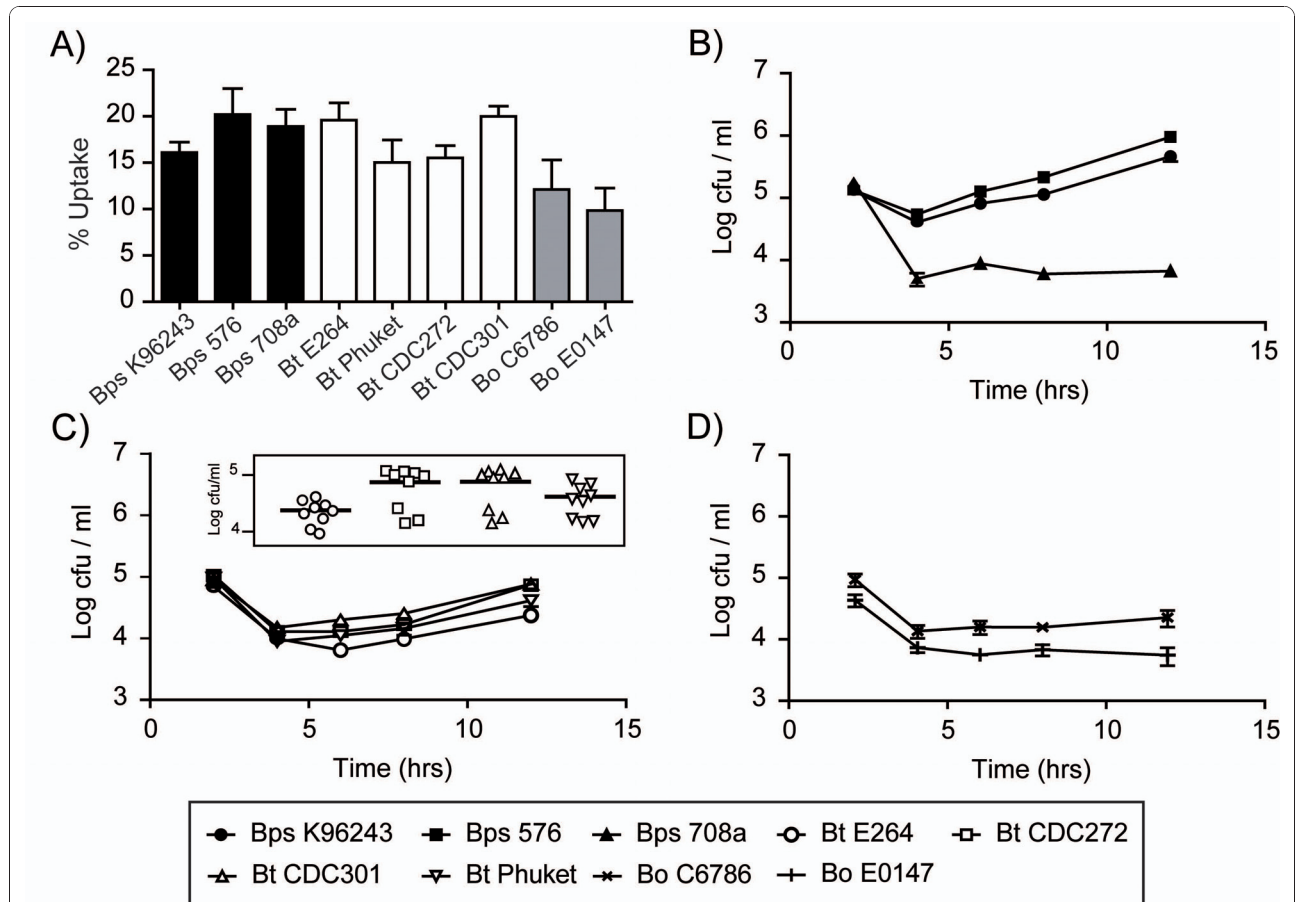 A)
25
20
15
10
5
0
% Uptake
Bps K96243
Bps 576
Bps 708a
Bt E264
Bt Phuket
Bt CDC272
Bt CDC301
Bo C6786
Bo E0147
B)
7
6
5
4
3
Log cfu / ml
0 5 10 15
Time (hrs)
C)
7
6
5
4
3
Log cfu / ml
Log cfu/ml
5
4
0 5 10 15
Time (hrs)
D)
7
6
5
4
3
Log cfu / ml
0 5 10 15
Time (hrs)
Bps K96243 Bps 576 Bps 708a Bt E264 Bt CDC272
Bt CDC301 Bt Phuket Bo C6786 Bo E0147